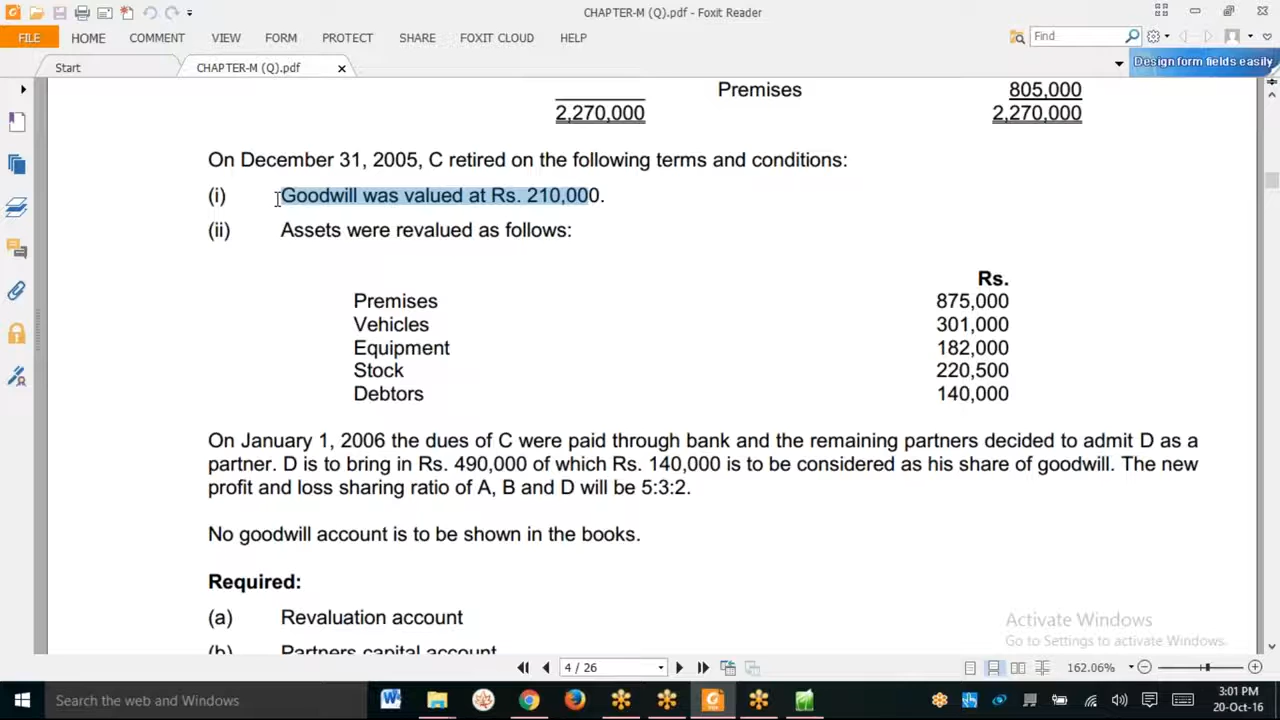 CHAPTER-M (Q).pdf - Foxit Reader
FILE HOME COMMENT VIEW FORM PROTECT SHARE FOXIT CLOUD HELP
Find
Start CHAPTER-M (Q).pdf
Design form fields easily
Premises 805,000
2,270,000 2,270,000
On December 31, 2005, C retired on the following terms and conditions:
(i) Goodwill was valued at Rs. 210,000.
(ii) Assets were revalued as follows:
Rs.
Premises 875,000
Vehicles 301,000
Equipment 182,000
Stock 220,500
Debtors 140,000
On January 1, 2006 the dues of C were paid through bank and the remaining partners decided to admit D as a
partner. D is to bring in Rs. 490,000 of which Rs. 140,000 is to be considered as his share of goodwill. The new
profit and loss sharing ratio of A, B and D will be 5:3:2.
No goodwill account is to be shown in the books.
Required:
(a) Revaluation account
(b) Partners capital account
Activate Windows
Go to Settings to activate Windows.
4 / 26
162.06%
Search the web and Windows
3:01 PM
20-Oct-16